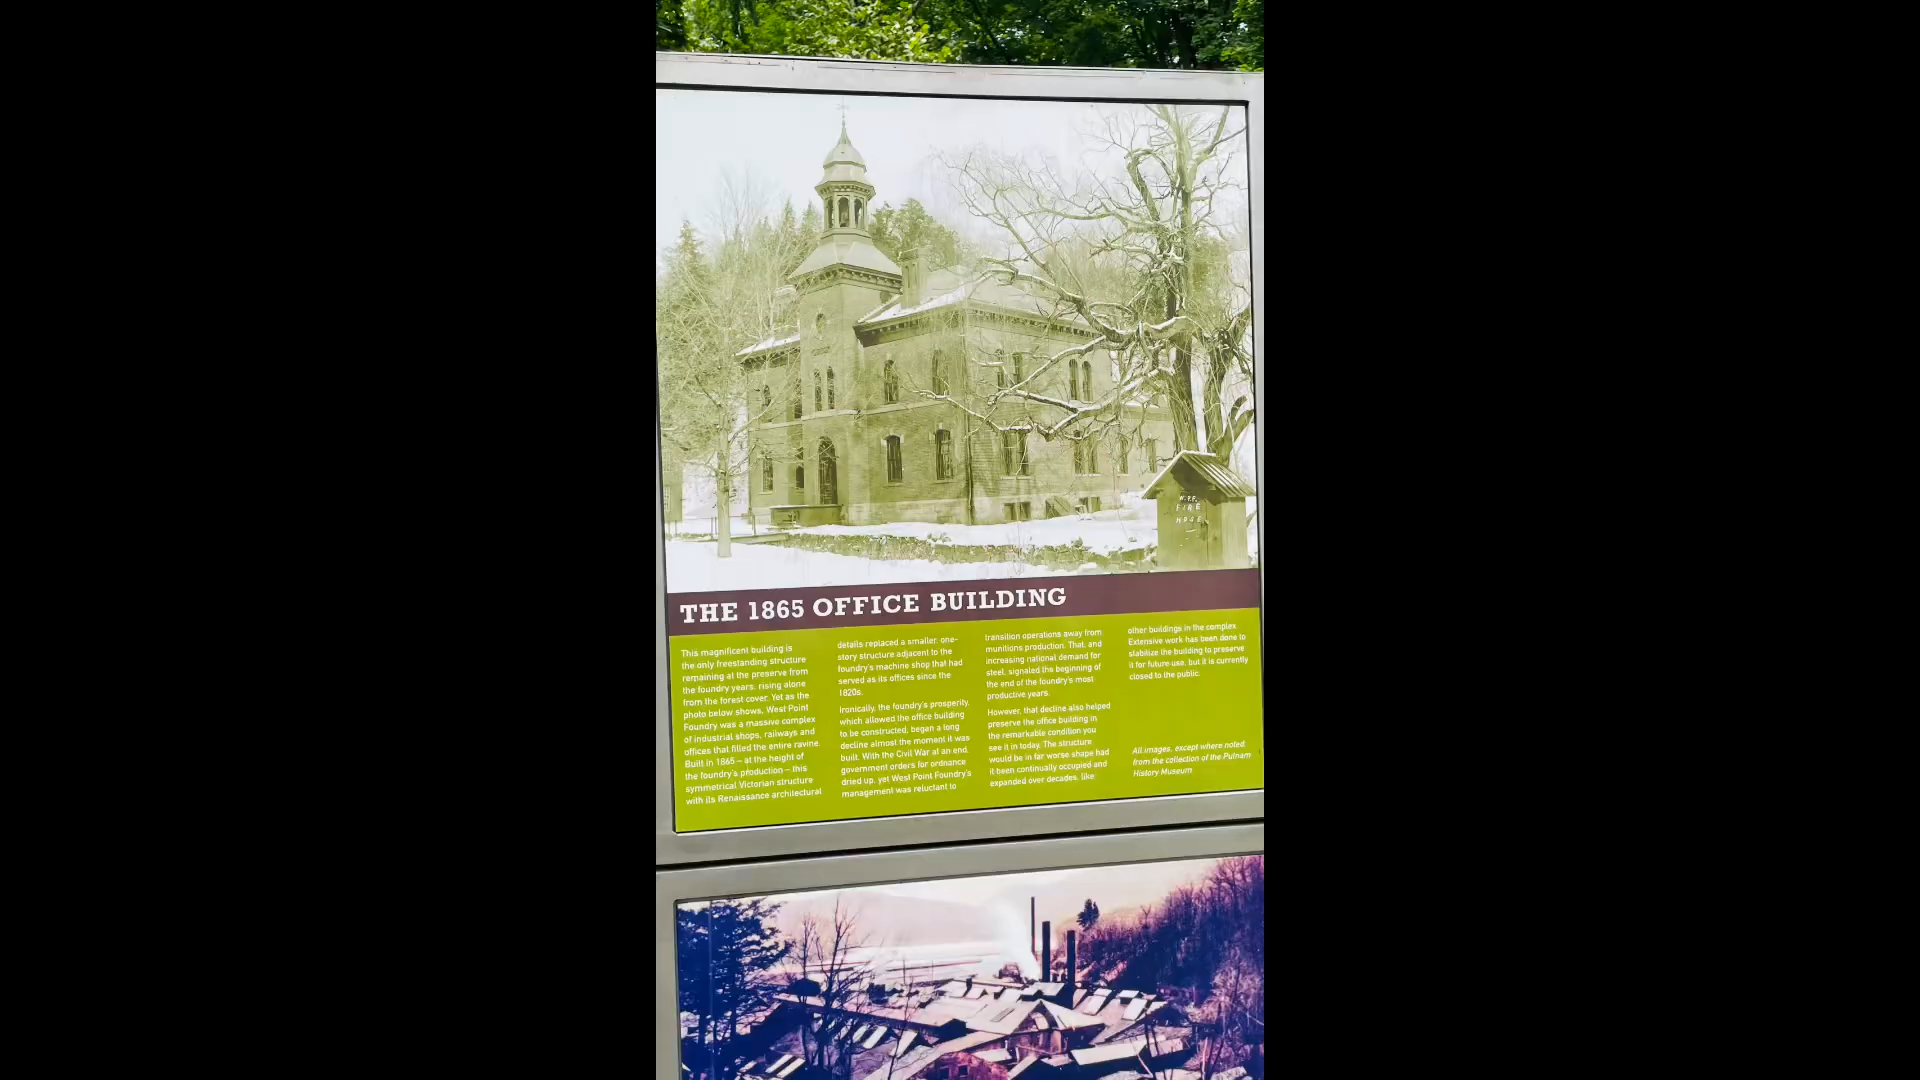 W.P.F.
FIRE
HOSE
THE 1865 OFFICE BUILDING
This magnificent building is
the only freestanding structure
remaining at the preserve from
the foundry years, rising alone
from the forest cover. Yet as the
photo below shows, West Point
Foundry was a massive complex
of industrial shops, railways and
offices that filled the entire ravine.
Built in 1865 – at the height of
the foundry's production – this
symmetrical Victorian structure
with its Renaissance architectural
details replaced a smaller, one-
story structure adjacent to the
foundry's machine shop that had
served as its offices since the
1820s.
Ironically, the foundry's prosperity,
which allowed the office building
to be constructed, began a long
decline almost the moment it was
built. With the Civil War at an end,
government orders for ordnance
dried up, yet West Point Foundry's
management was reluctant to
transition operations away from
munitions production. That, and
increasing national demand for
steel, signaled the beginning of
the end of the foundry's most
productive years.
However, that decline also helped
preserve the office building in
the remarkable condition you
see it in today. The structure
would be in far worse shape had
it been continually occupied and
expanded over decades, like
other buildings in the complex.
Extensive work has been done to
stabilize the building to preserve
it for future use, but it is currently
closed to the public.
All images, except where noted,
from the collection of the Putnam
History Museum